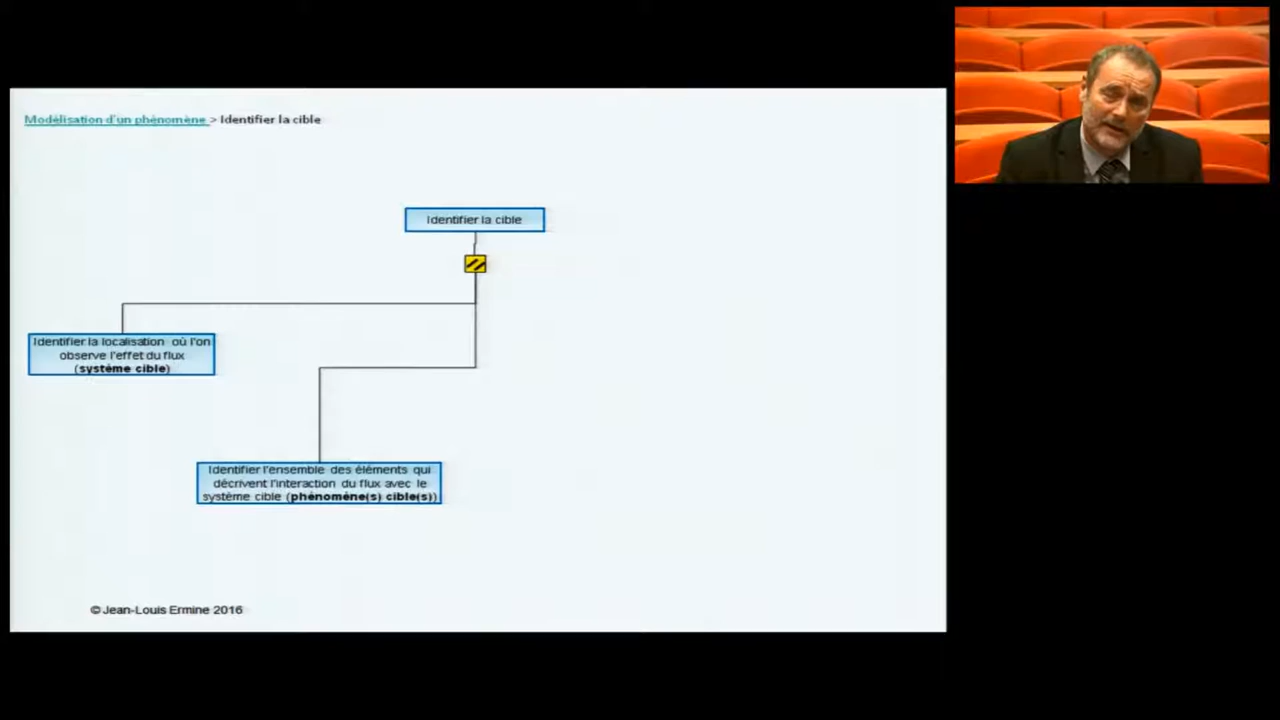 Modélisation d'un phénomène > Identifier la cible
Identifier la cible
Identifier la localisation où l'on
observe l'effet du flux
(système cible)
Identifier l'ensemble des éléments qui
décrivent l'interaction du flux avec le
système cible (phénomène(s) cible(s))
© Jean-Louis Ermine 2016